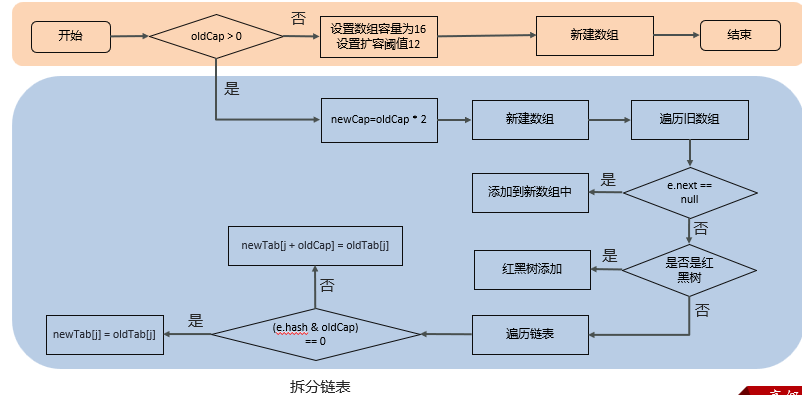 开始
oldCap > 0
否
设置数组容量为16
设置扩容阈值12
新建数组
结束
是
newCap=oldCap * 2
新建数组
遍历旧数组
添加到新数组中
是
e.next ==
null
否
newTab[j + oldCap] = oldTab[j]
红黑树添加
是
是否是红
黑树
否
否
newTab[j] = oldTab[j]
是
(e.hash & oldCap)
== 0
遍历链表
拆分链表